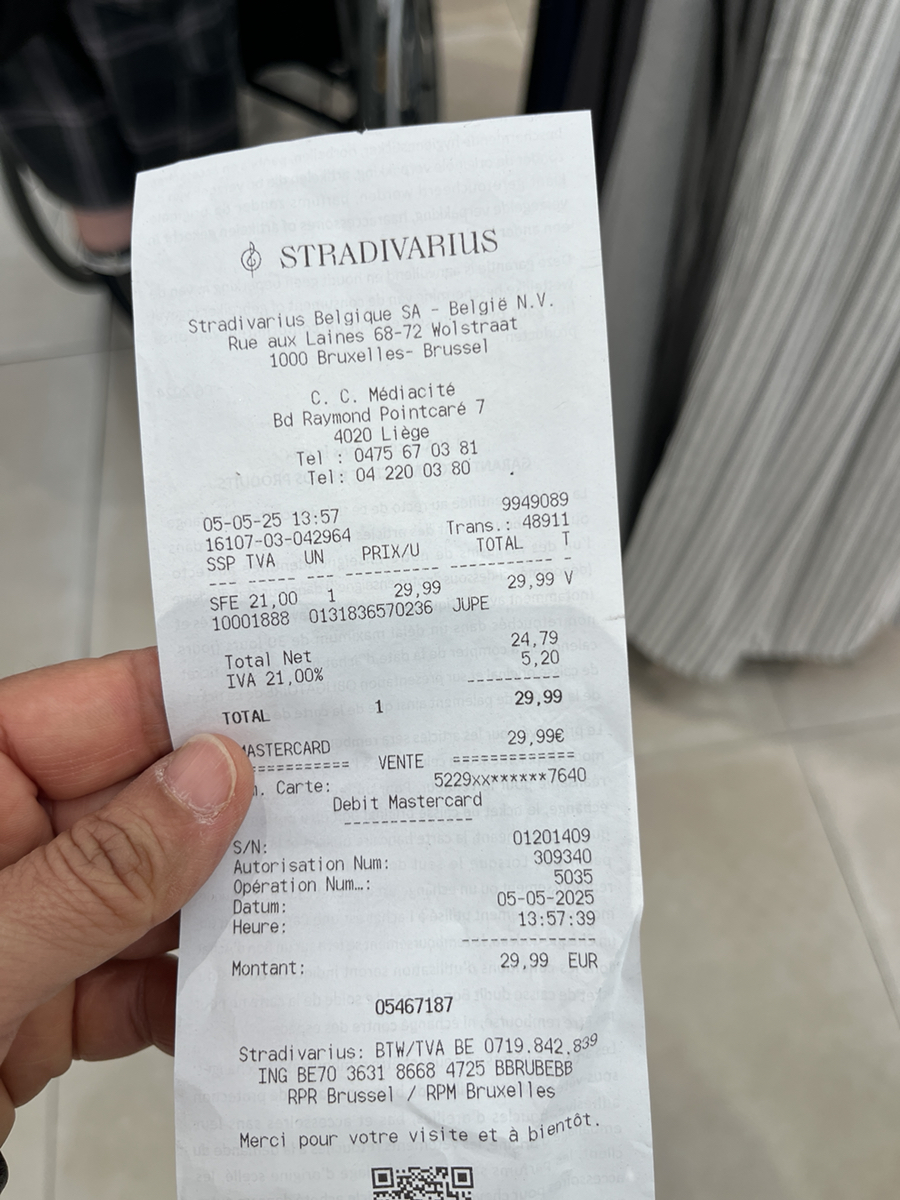 STRADIVARIUS
Stradivarius Belgique SA - België N.V.
Rue aux Laines 68-72 Wolstraat
1000 Bruxelles- Brussel
C. C. Médiacité
Bd Raymond Pointcaré 7
4020 Liège
Tel : 0475 67 03 81
Tel: 04 220 03 80
05-05-25 13:57 9949089
16107-03-042964 Trans.: 48911
SSP TVA UN PRIX/U TOTAL T
--- ----- --- --------- --------- ---
SFE 21,00 1 29,99 29,99 V
10001888 0131836570236 JUPE
Total Net 24,79
IVA 21,00% 5,20
----------
TOTAL 1 29,99
MASTERCARD 29,99€
=========== VENTE ============
. Carte: 5229xx******7640
Debit Mastercard
--------------
S/N: 01201409
Autorisation Num: 309340
Opération Num…: 5035
Datum: 05-05-2025
Heure: 13:57:39
--------------
Montant: 29,99 EUR
05467187
Stradivarius: BTW/TVA BE 0719.842.839
ING BE70 3631 8668 4725 BBRUBEBB
RPR Brussel / RPM Bruxelles
Merci pour votre visite et à bientôt.